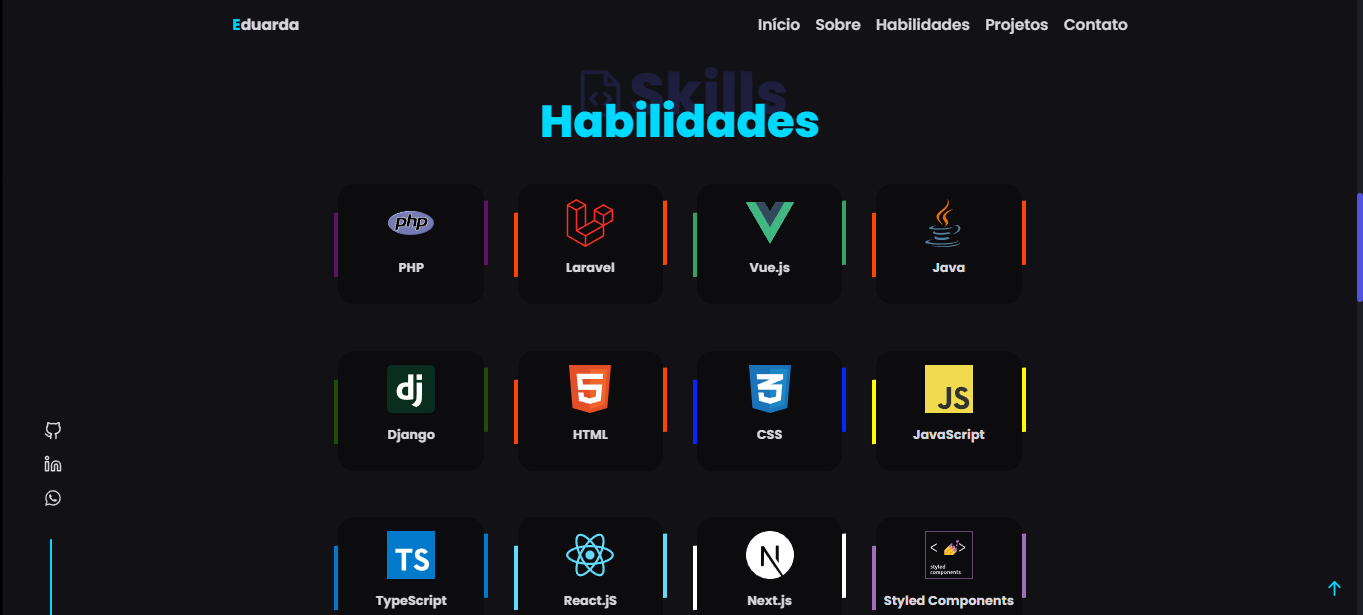 Eduarda
Início Sobre Habilidades Projetos Contato
Skills
Habilidades
php
PHP
Laravel
Vue.js
Java
dj
Django
5
HTML
3
CSS
JS
JavaScript
TS
TypeScript
React.jS
N
Next.js
< >
styled
components
Styled Components
in